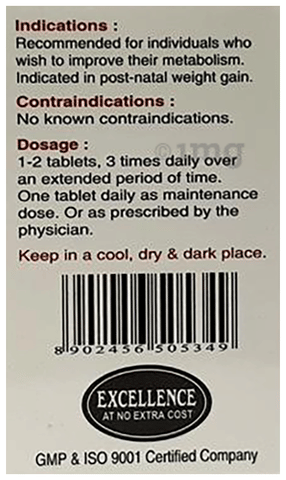 Indications :
Recommended for individuals who
wish to improve their metabolism.
Indicated in post-natal weight gain.
Contraindications :
No known contraindications.
Dosage :
1mg
1-2 tablets, 3 times daily over
an extended period of time.
One tablet daily as maintenance
dose. Or as prescribed by the
physician.
Keep in a cool, dry & dark place.
8 902456 505349
EXCELLENCE
AT NO EXTRA COST
GMP & ISO 9001 Certified Company